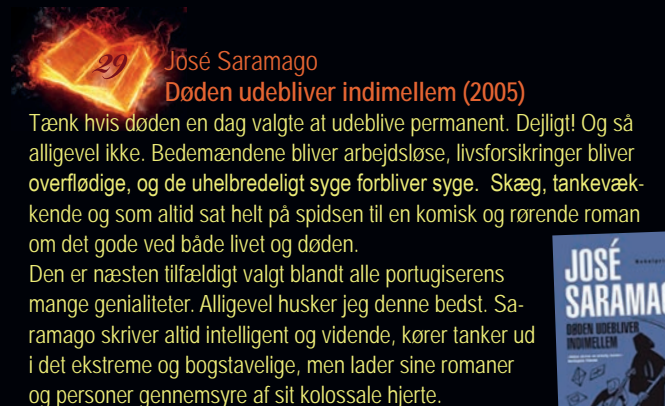 29
José Saramago
Døden udebliver indimellem (2005)
Tænk hvis døden en dag valgte at udeblive permanent. Dejligt! Og så
alligevel ikke. Bedemændene bliver arbejdsløse, livsforsikringer bliver
overflødige, og de uhelbredeligt syge forbliver syge. Skæg, tankevæk-
kende og som altid sat helt på spidsen til en komisk og rørende roman
om det gode ved både livet og døden.
Den er næsten tilfældigt valgt blandt alle portugiserens
mange genialiteter. Alligevel husker jeg denne bedst. Sa-
ramago skriver altid intelligent og vidende, kører tanker ud
i det ekstreme og bogstavelige, men lader sine romaner
og personer gennemsyre af sit kolossale hjerte.
JOSÉ
SARAMAG
DØDEN UDEBLIVER
INDIMELLEM